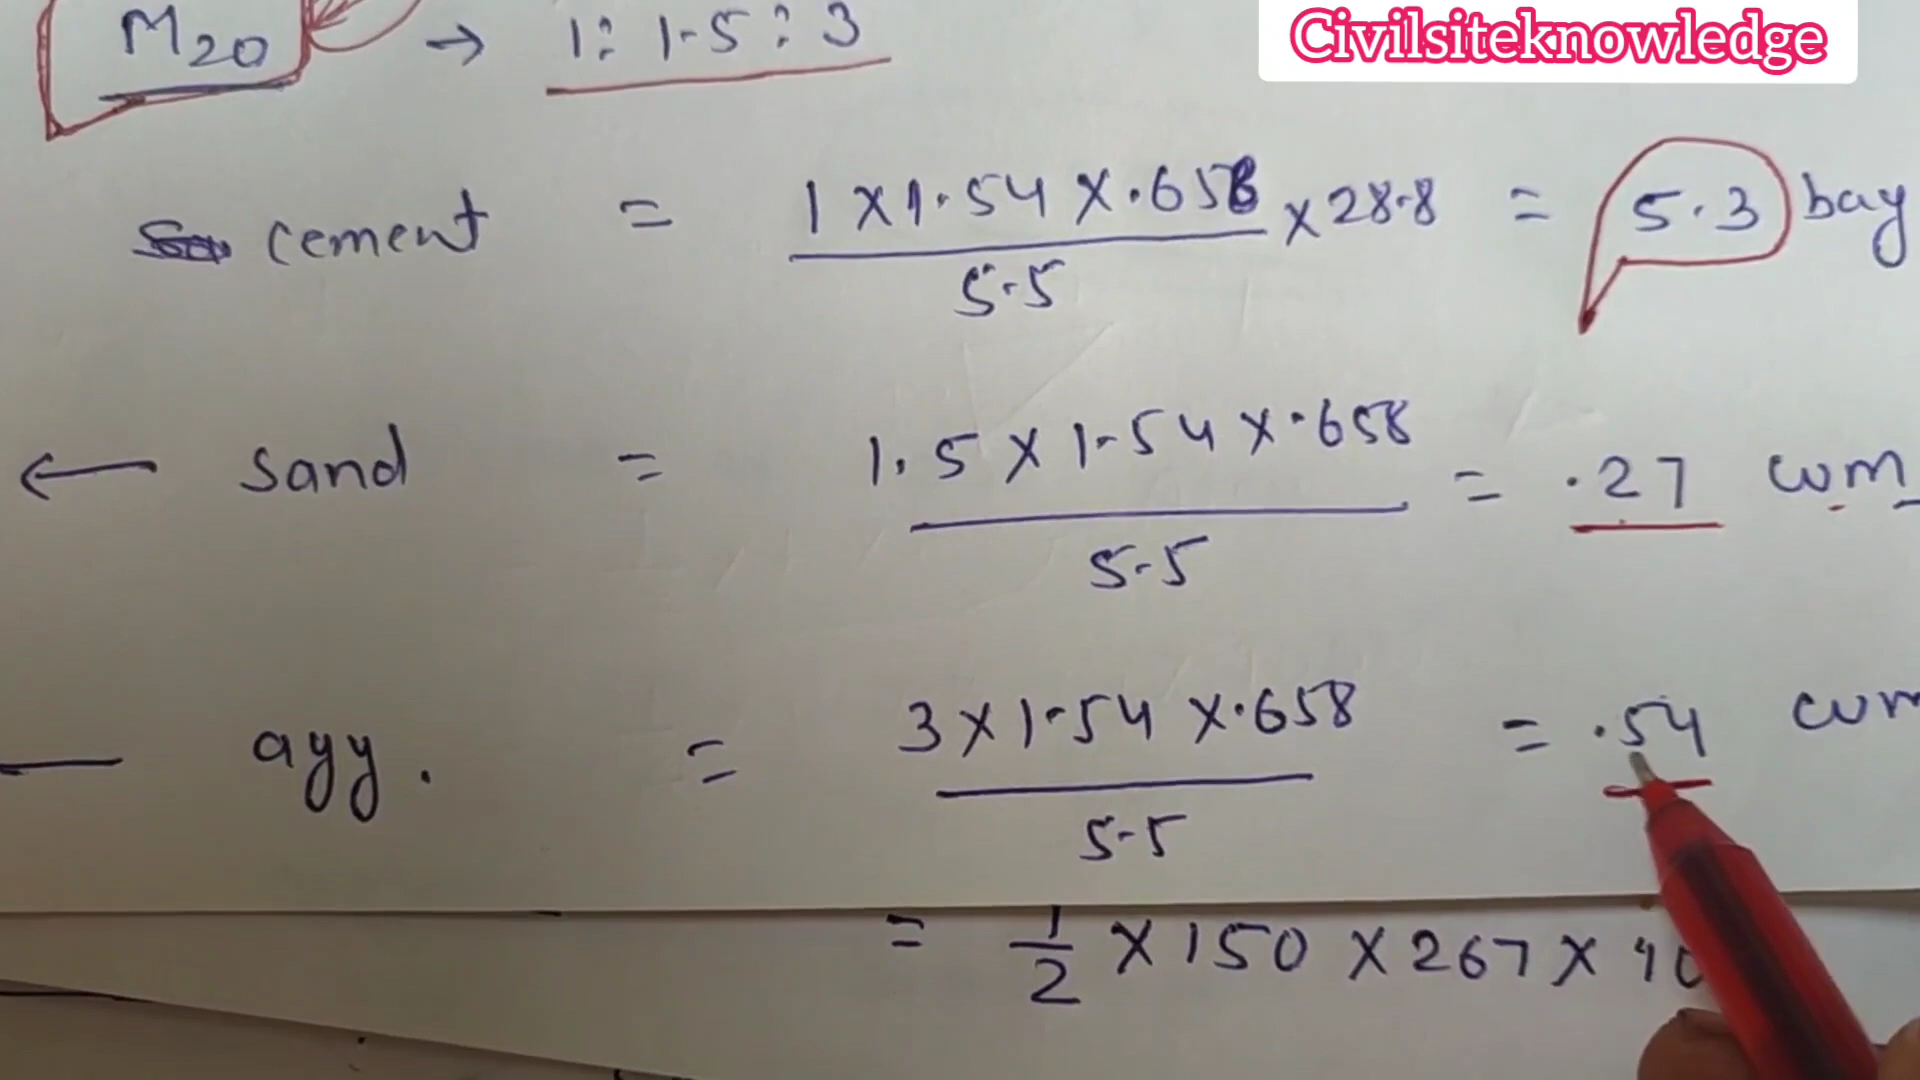 Civilsiteknowledge
M20 → 1 : 1.5 : 3
cement = 1 x 1.54 x .658 x 28.8 = 5.3 bag
5.5
← sand = 1.5 x 1.54 x .658 = .27 cum
5.5
agg. = 3 x 1.54 x .658 = .54 cum
5.5
= 1/2 x 150 x 267 x